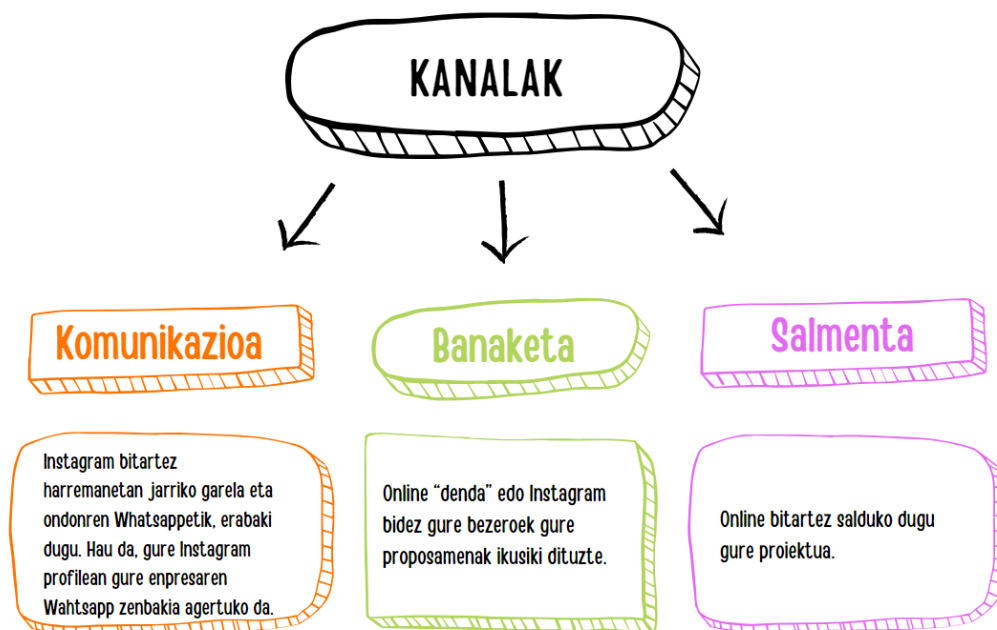 KANALAK
Komunikazioa
Banaketa
Salmenta
Instagram bitartez
harremanetan jarriko garela eta
ondonren Whatsappetik, erabaki
dugu. Hau da, gure Instagram
profilean gure enpresaren
Wahtsapp zenbakia agertuko da.
Online “denda” edo Instagram
bidez gure bezeroek gure
proposamenak ikusiki dituzte.
Online bitartez salduko dugu
gure proiektua.